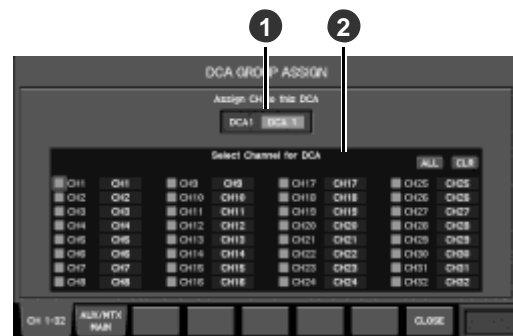 1 2
DCA GROUP ASSIGN
Assign CH to this DCA
DCA1 DCA 1
Select Channel for DCA
ALL CLR
CH1 CH1 CH9 CH9 CH17 CH17 CH25 CH25
CH2 CH2 CH10 CH10 CH18 CH18 CH26 CH26
CH3 CH3 CH11 CH11 CH19 CH19 CH27 CH27
CH4 CH4 CH12 CH12 CH20 CH20 CH28 CH28
CH5 CH5 CH13 CH13 CH21 CH21 CH29 CH29
CH6 CH6 CH14 CH14 CH22 CH22 CH30 CH30
CH7 CH7 CH15 CH15 CH23 CH23 CH31 CH31
CH8 CH8 CH16 CH16 CH24 CH24 CH32 CH32
CH 1-32 AUX/MTX MAIN CLOSE